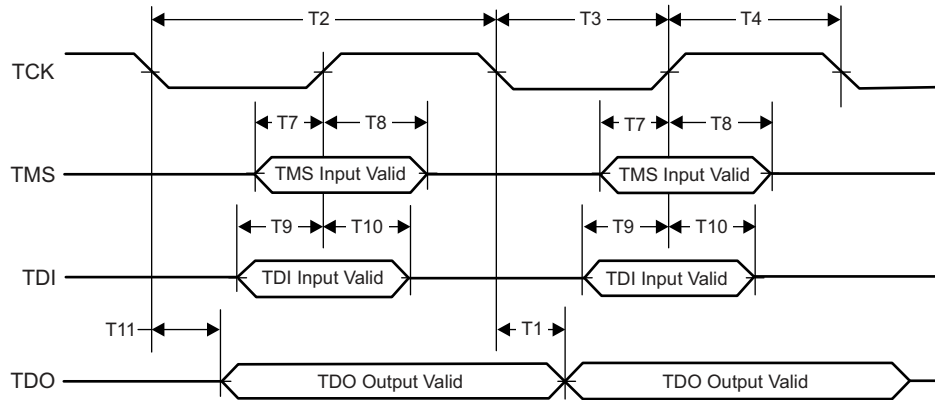 T2 T3 T4
TCK
T7 T8 T7 T8
TMS TMS Input Valid TMS Input Valid
T9 T10 T9 T10
TDI TDI Input Valid TDI Input Valid
T11 T1
TDO TDO Output Valid TDO Output Valid